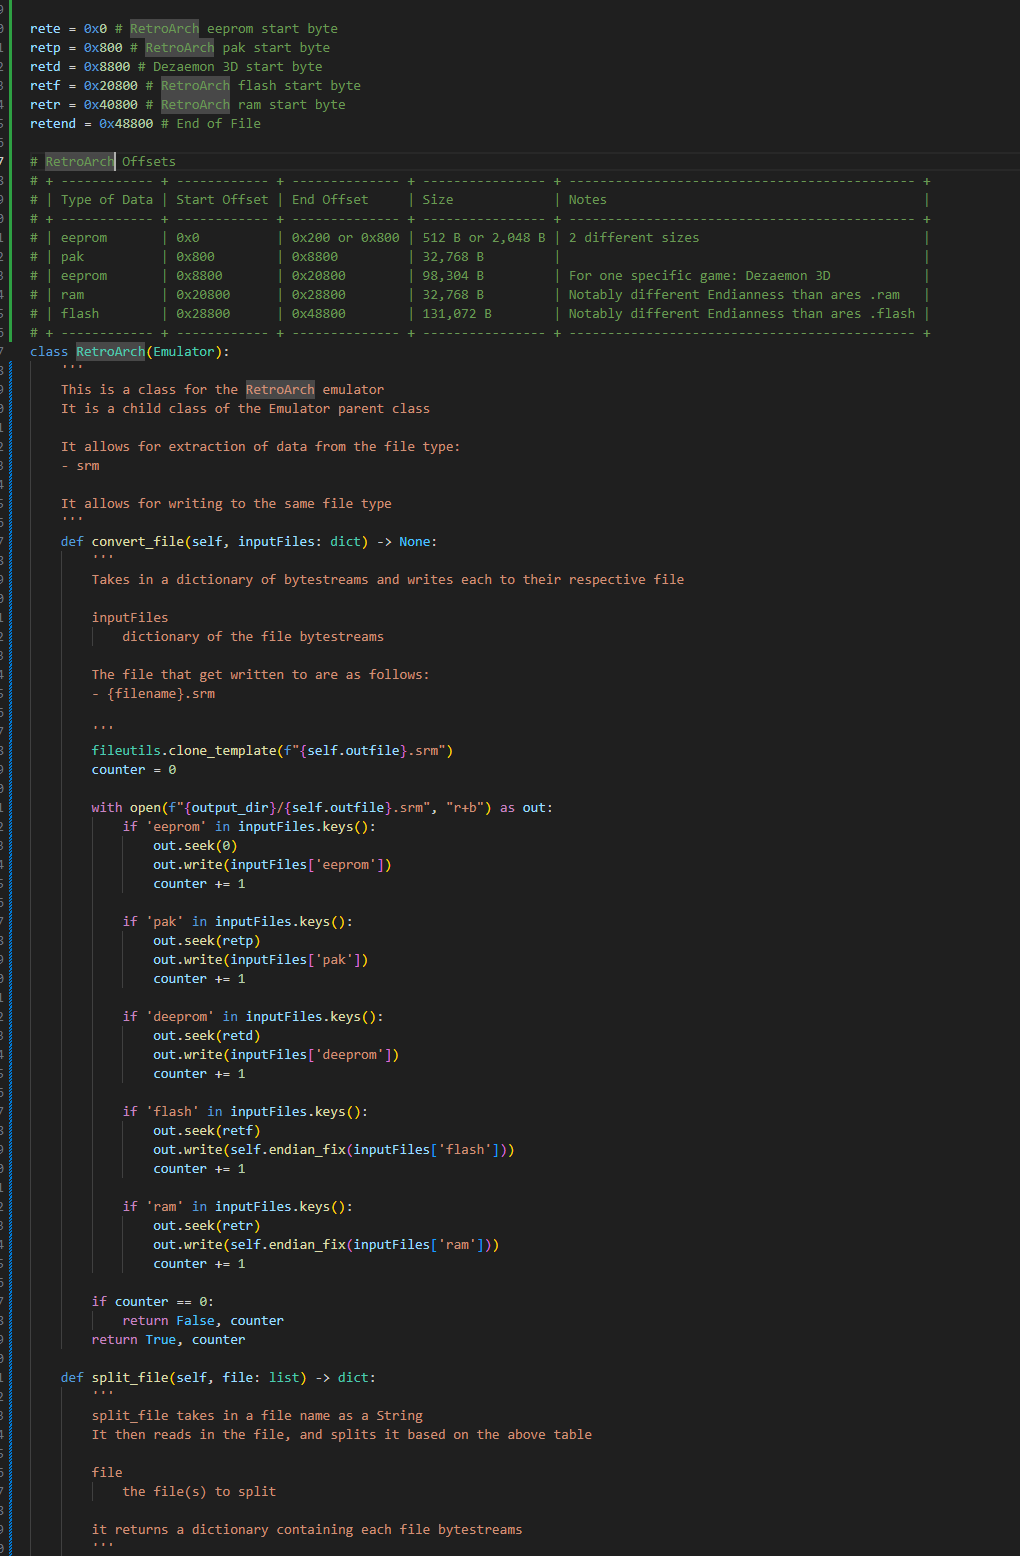 rete = 0x0 # RetroArch eeprom start byte
retp = 0x800 # RetroArch pak start byte
retd = 0x8800 # Dezaemon 3D start byte
retf = 0x20800 # RetroArch flash start byte
retr = 0x40800 # RetroArch ram start byte
retend = 0x48800 # End of File
# RetroArch Offsets
# + ------------ + ------------ + -------------- + ---------------- + --------------------------------------------- +
# | Type of Data | Start Offset | End Offset     | Size             | Notes                                         |
# + ------------ + ------------ + -------------- + ---------------- + --------------------------------------------- +
# | eeprom       | 0x0          | 0x200 or 0x800 | 512 B or 2,048 B | 2 different sizes                             |
# | pak          | 0x800        | 0x8800         | 32,768 B         |                                               |
# | eeprom       | 0x8800       | 0x20800        | 98,304 B         | For one specific game: Dezaemon 3D            |
# | ram          | 0x20800      | 0x28800        | 32,768 B         | Notably different Endianness than ares .ram   |
# | flash        | 0x28800      | 0x48800        | 131,072 B        | Notably different Endianness than ares .flash |
# + ------------ + ------------ + -------------- + ---------------- + --------------------------------------------- +
class RetroArch(Emulator):
    '''
    This is a class for the RetroArch emulator
    It is a child class of the Emulator parent class
    It allows for extraction of data from the file type:
    - srm
    It allows for writing to the same file type
    '''
    def convert_file(self, inputFiles: dict) -> None:
        '''
        Takes in a dictionary of bytestreams and writes each to their respective file
        inputFiles
            dictionary of the file bytestreams
        The file that get written to are as follows:
        - {filename}.srm
        '''
        fileutils.clone_template(f"{self.outfile}.srm")
        counter = 0
        with open(f"{output_dir}/{self.outfile}.srm", "r+b") as out:
            if 'eeprom' in inputFiles.keys():
                out.seek(0)
                out.write(inputFiles['eeprom'])
                counter += 1
            if 'pak' in inputFiles.keys():
                out.seek(retp)
                out.write(inputFiles['pak'])
                counter += 1
            if 'deeprom' in inputFiles.keys():
                out.seek(retd)
                out.write(inputFiles['deeprom'])
                counter += 1
            if 'flash' in inputFiles.keys():
                out.seek(retf)
                out.write(self.endian_fix(inputFiles['flash']))
                counter += 1
            if 'ram' in inputFiles.keys():
                out.seek(retr)
                out.write(self.endian_fix(inputFiles['ram']))
                counter += 1
        if counter == 0:
            return False, counter
        return True, counter
    def split_file(self, file: list) -> dict:
        '''
        split_file takes in a file name as a String
        It then reads in the file, and splits it based on the above table
        file
            the file(s) to split
        it returns a dictionary containing each file bytestreams
        '''